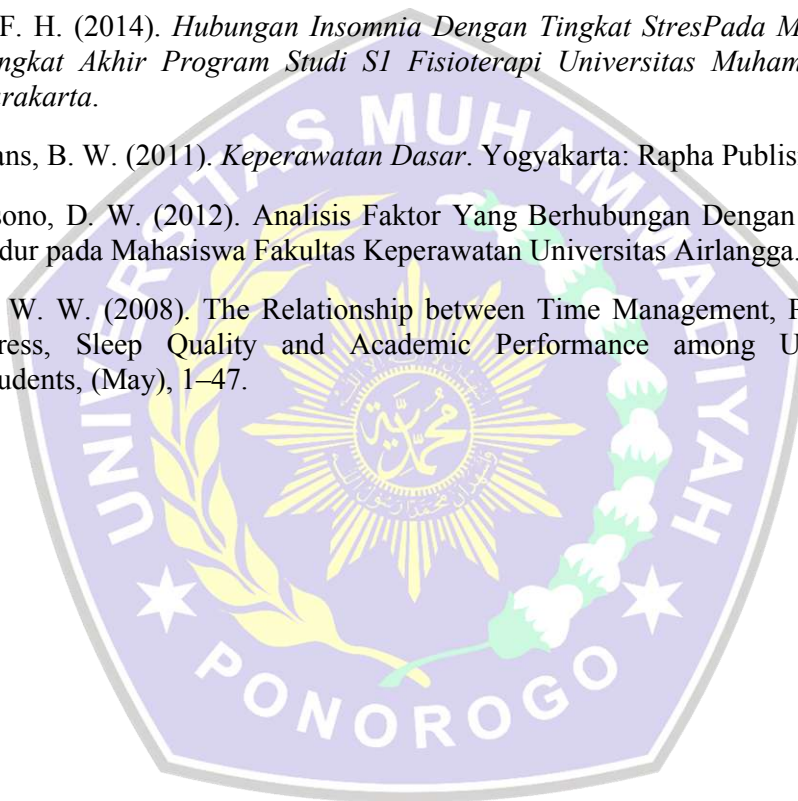 F. H. (2014). Hubungan Insomnia Dengan Tingkat StresPada M
ngkat Akhir Program Studi S1 Fisioterapi Universitas Muham
rakarta.
ans, B. W. (2011). Keperawatan Dasar. Yogyakarta: Rapha Publis
sono, D. W. (2012). Analisis Faktor Yang Berhubungan Dengan
dur pada Mahasiswa Fakultas Keperawatan Universitas Airlangga.
W. W. (2008). The Relationship between Time Management, P
ress, Sleep Quality and Academic Performance among U
udents, (May), 1–47.
UNIVERSITAS MUHAMMADIYAH
محمدية
PONOROGO